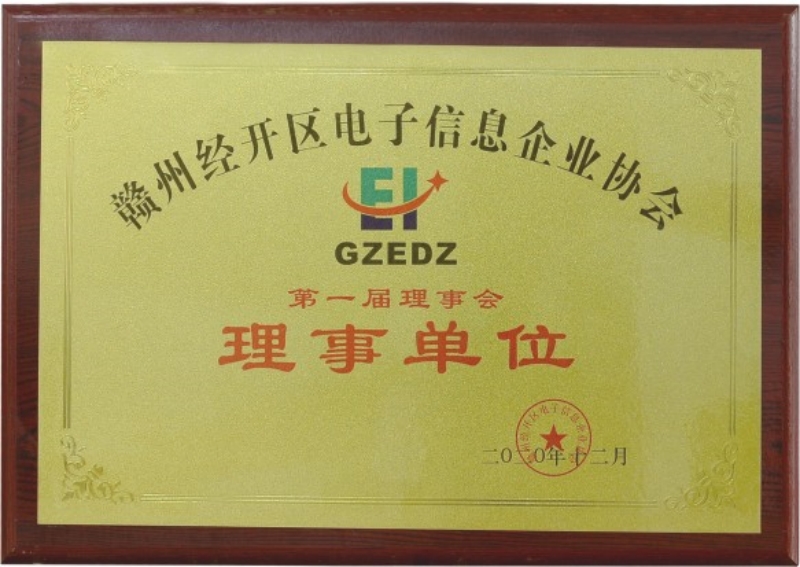 赣州经开区电子信息企业协会
EI
GZEDZ
第一届理事会
理事单位
二〇二〇年十二月